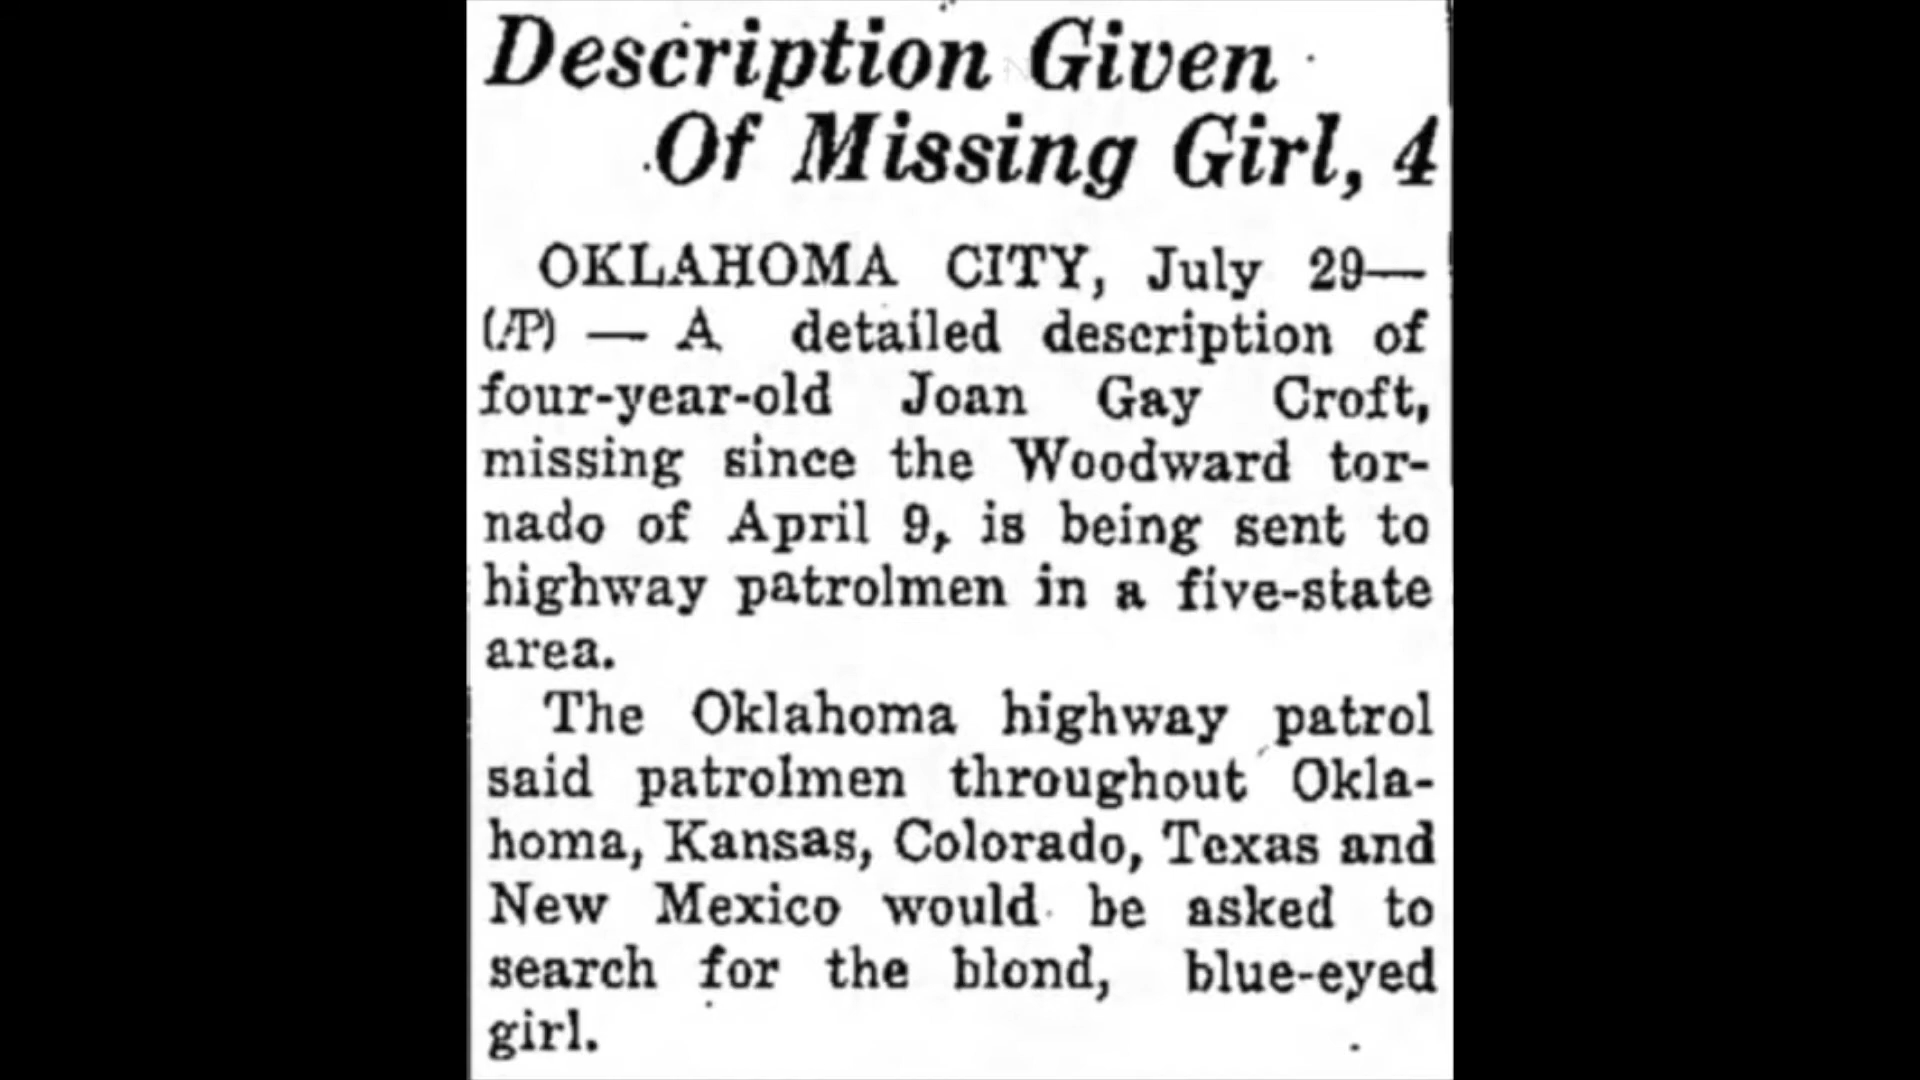 Description Given
Of Missing Girl, 4
OKLAHOMA CITY, July 29—
(AP) — A detailed description of
four-year-old Joan Gay Croft,
missing since the Woodward tor-
nado of April 9, is being sent to
highway patrolmen in a five-state
area.
The Oklahoma highway patrol
said patrolmen throughout Okla-
homa, Kansas, Colorado, Texas and
New Mexico would be asked to
search for the blond, blue-eyed
girl.